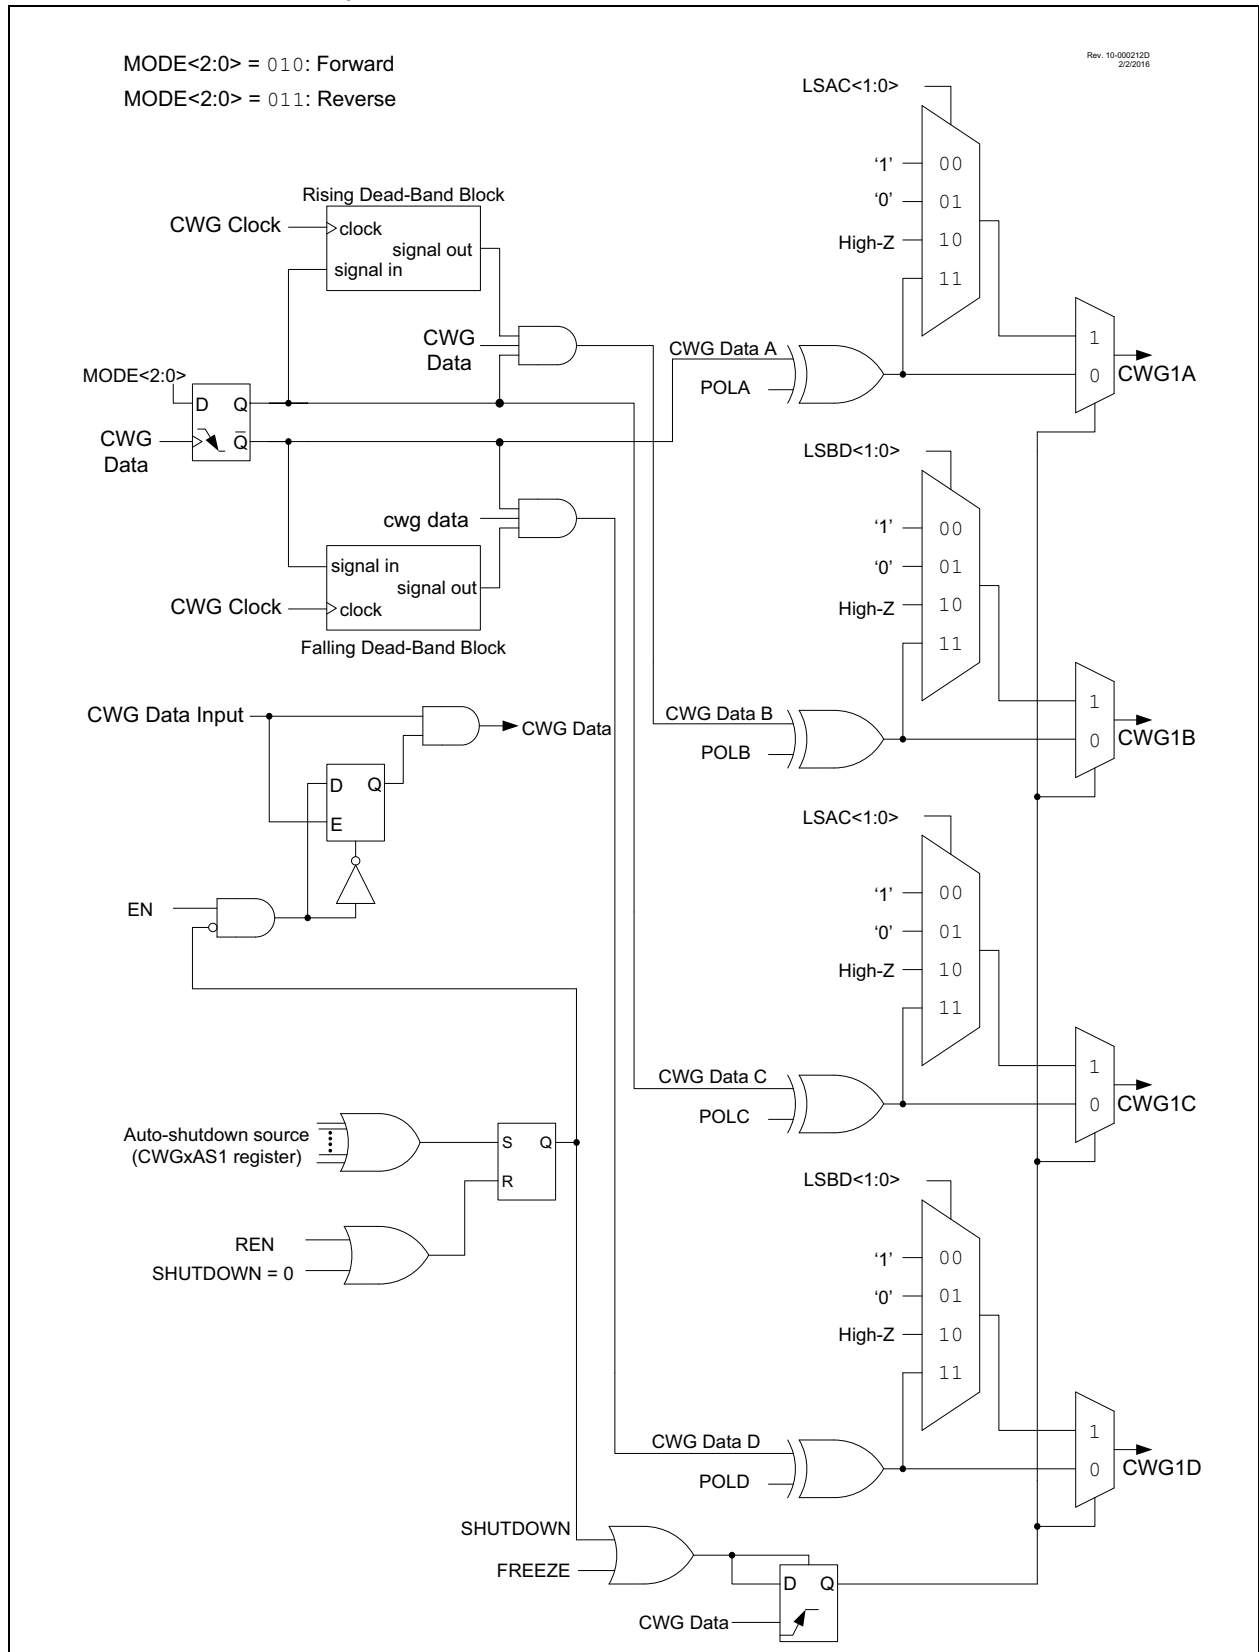 MODE<2:0> = 010: Forward
MODE<2:0> = 011: Reverse
Rev. 10-000212D
2/2/2016
LSAC<1:0>
'1'
00
'0'
01
High-Z
10
11
1
0
CWG1A
Rising Dead-Band Block
CWG Clock
clock
signal out
signal in
CWG
Data
CWG Data A
POLA
MODE<2:0>
D
Q
CWG
Data
Q̅
cwg data
signal in
signal out
CWG Clock
clock
Falling Dead-Band Block
LSBD<1:0>
'1'
00
'0'
01
High-Z
10
11
CWG Data B
POLB
1
0
CWG1B
CWG Data Input
CWG Data
D
Q
E
EN
LSAC<1:0>
'1'
00
'0'
01
High-Z
10
11
CWG Data C
POLC
1
0
CWG1C
Auto-shutdown source
(CWGxAS1 register)
S
Q
R
REN
SHUTDOWN = 0
LSBD<1:0>
'1'
00
'0'
01
High-Z
10
11
CWG Data D
POLD
1
0
CWG1D
SHUTDOWN
FREEZE
D
Q
CWG Data